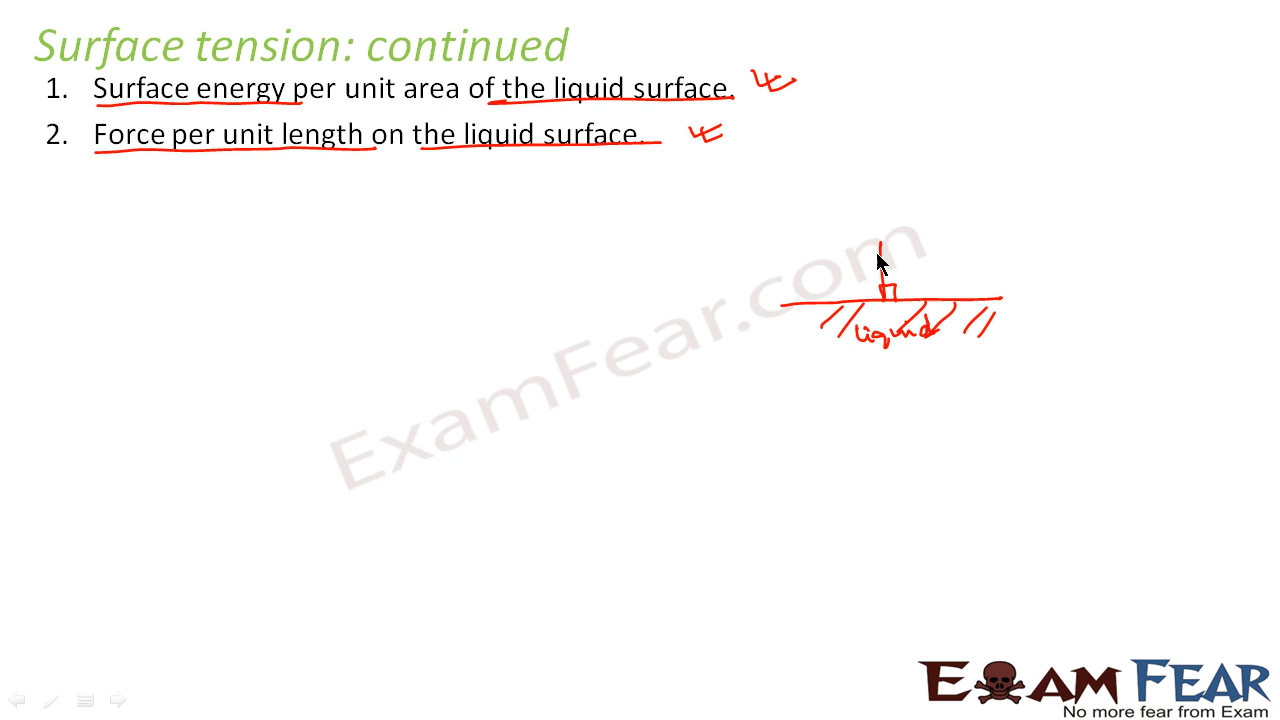 Surface tension: continued
1. Surface energy per unit area of the liquid surface.
2. Force per unit length on the liquid surface.
ExamFear.com
liquid
EXAM FEAR
No more fear from Exam